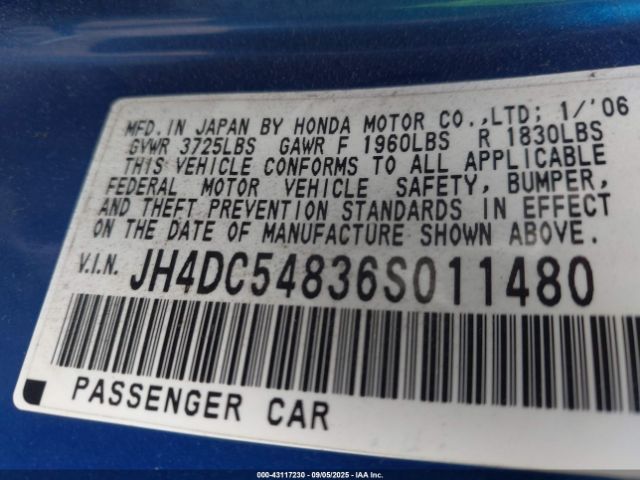 MFD.IN JAPAN BY HONDA MOTOR CO.,LTD; 1/'06
GVWR 3725LBS GAWR F 1960LBS R 1830LBS
THIS VEHICLE CONFORMS TO ALL APPLICABLE
FEDERAL MOTOR VEHICLE SAFETY, BUMPER,
AND THEFT PREVENTION STANDARDS IN EFFECT
ON THE DATE OF MANUFACTURE SHOWN ABOVE.
V.I.N. JH4DC54836S011480
PASSENGER CAR
000-43117230 - 09/05/2025 - IAA Inc.